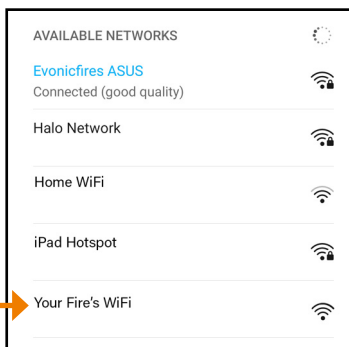 AVAILABLE NETWORKS
Evonicfires ASUS
Connected (good quality)
Halo Network
Home WiFi
iPad Hotspot
Your Fire's WiFi